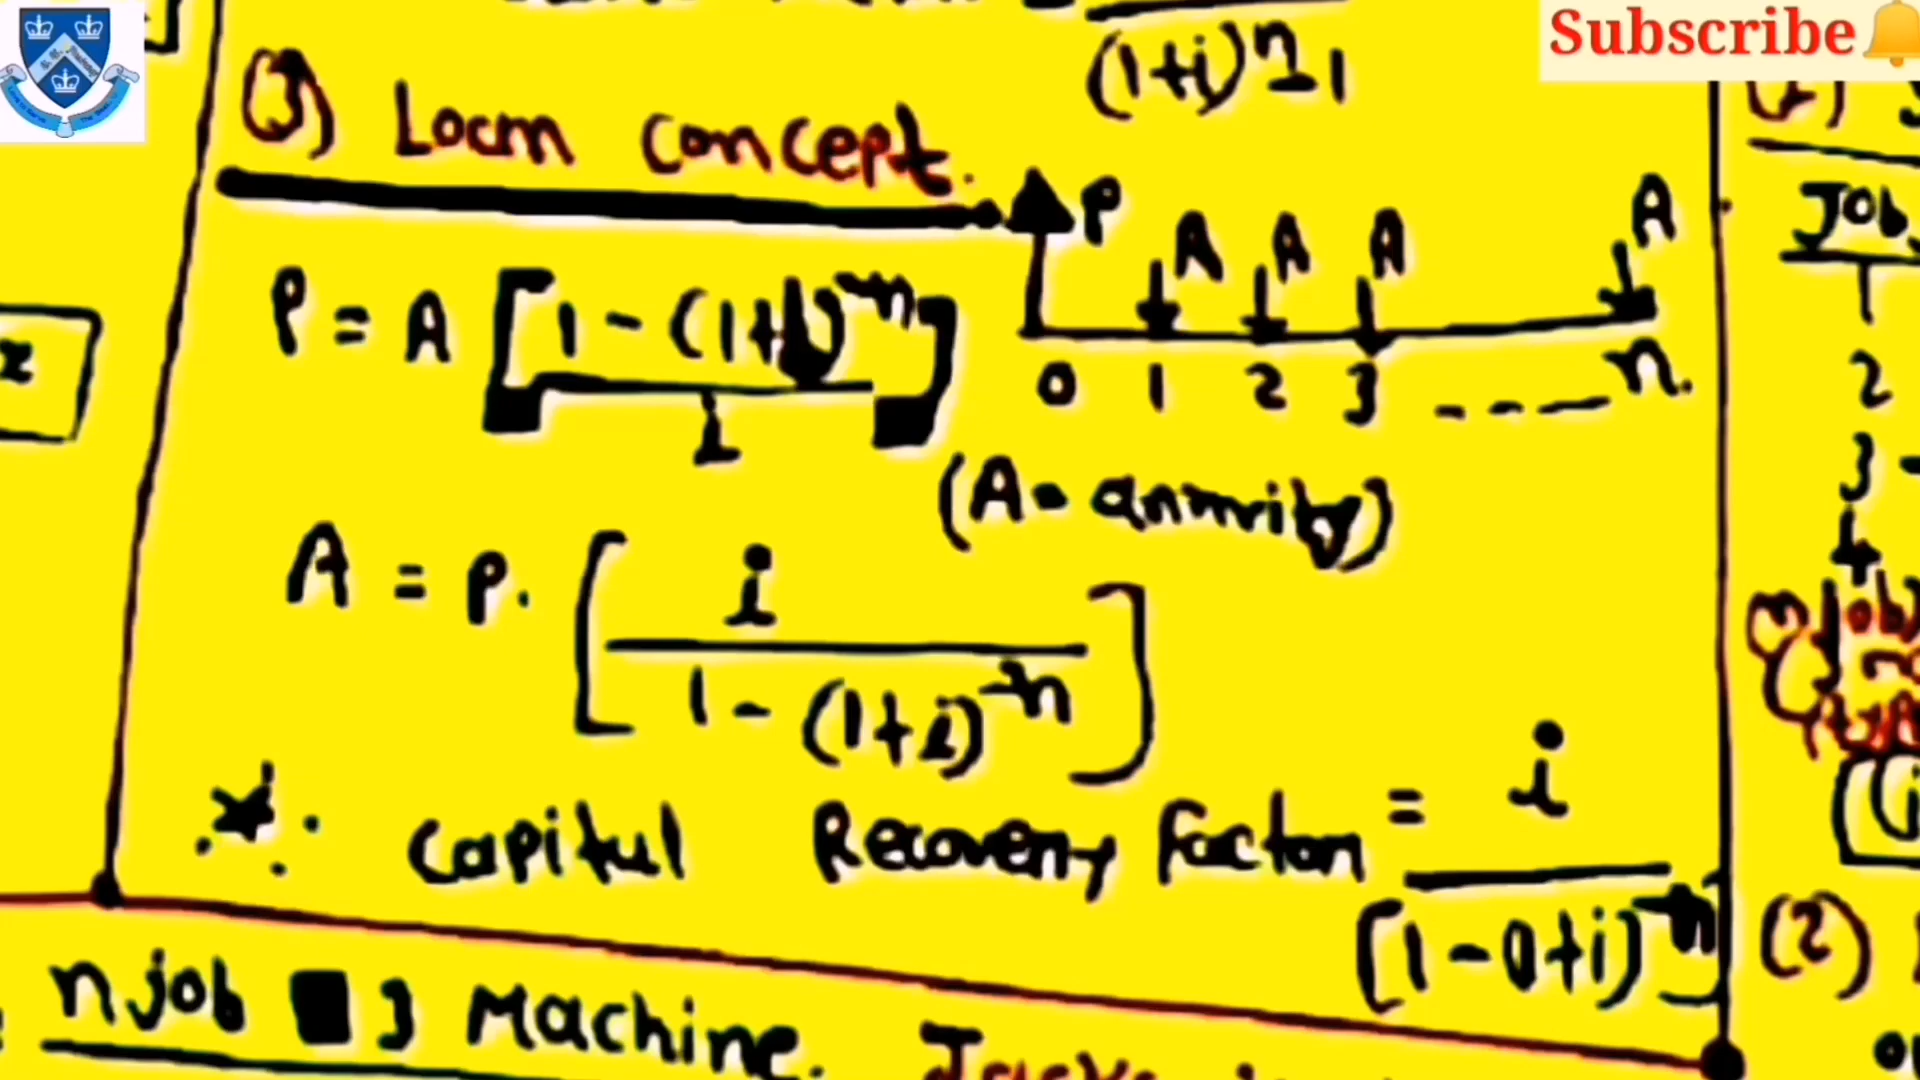 Subscribe
(1+i)^n - 1
(3) Loan concept.
P
A A A A
P = A [1 - (1+i)^-n / i]
0 1 2 3 ---- n.
(A = annuity)
A = P. [i / 1 - (1+i)^-n]
Capital Recovery Factor = i / [1 - (1+i)^-n]
Job
1
2
3
4
(2)
n job 3 Machine.